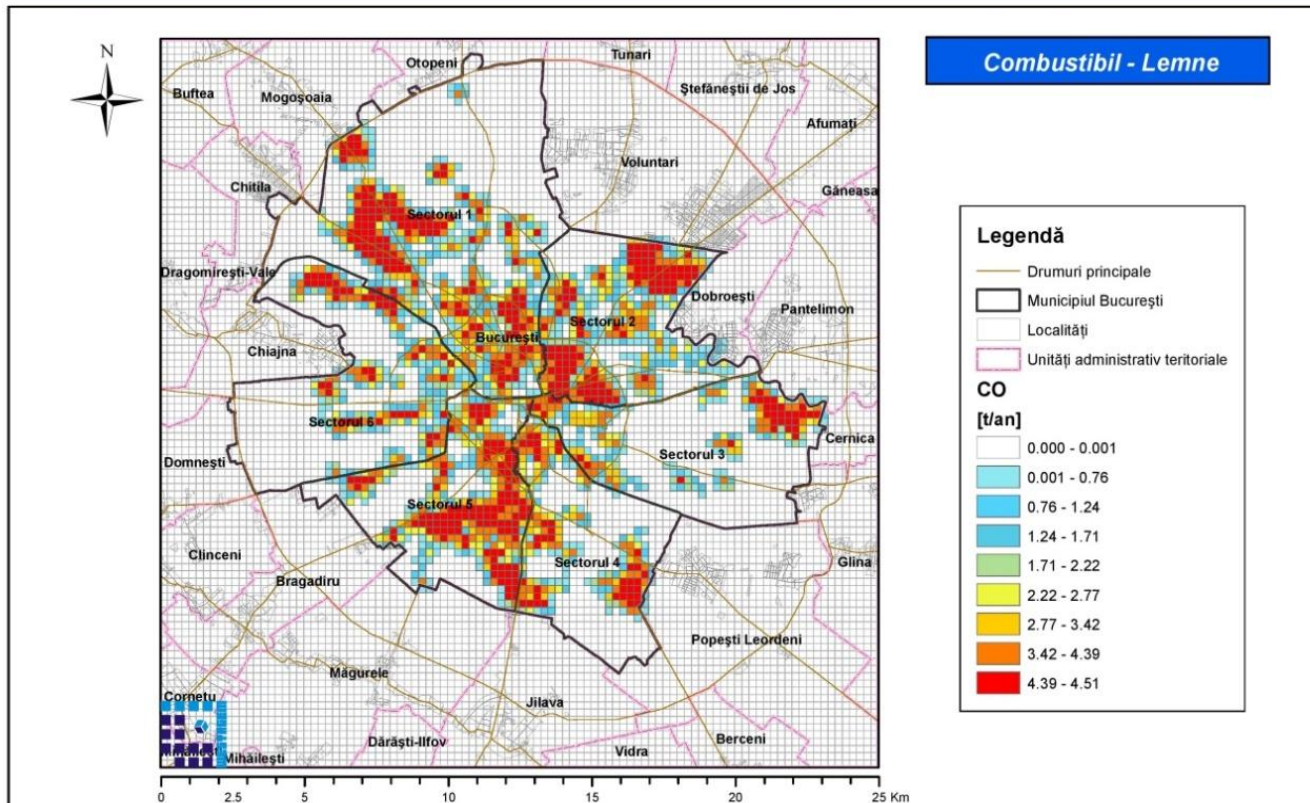 N
Combustibil - Lemne
Otopeni
Tunari
Ştefăneştii de Jos
Buftea
Mogoşoaia
Afumaţi
Voluntari
Chitila
Găneasa
Sectorul 1
Dragomireşti-Vale
Dobroeşti
Pantelimon
Sectorul 2
Bucureşti
Chiajna
Sectorul 6
Cernica
Sectorul 3
Domneşti
Sectorul 5
Clinceni
Sectorul 4
Glina
Bragadiru
Popeşti Leordeni
Măgurele
Cornetu
Jilava
Dărăşti-Ilfov
Berceni
Vidra
Mihăileşti
0 2.5 5 10 15 20 25 Km
Legendă
Drumuri principale
Municipiul Bucureşti
Localităţi
Unităţi administrativ teritoriale
CO
[t/an]
0.000 - 0.001
0.001 - 0.76
0.76 - 1.24
1.24 - 1.71
1.71 - 2.22
2.22 - 2.77
2.77 - 3.42
3.42 - 4.39
4.39 - 4.51